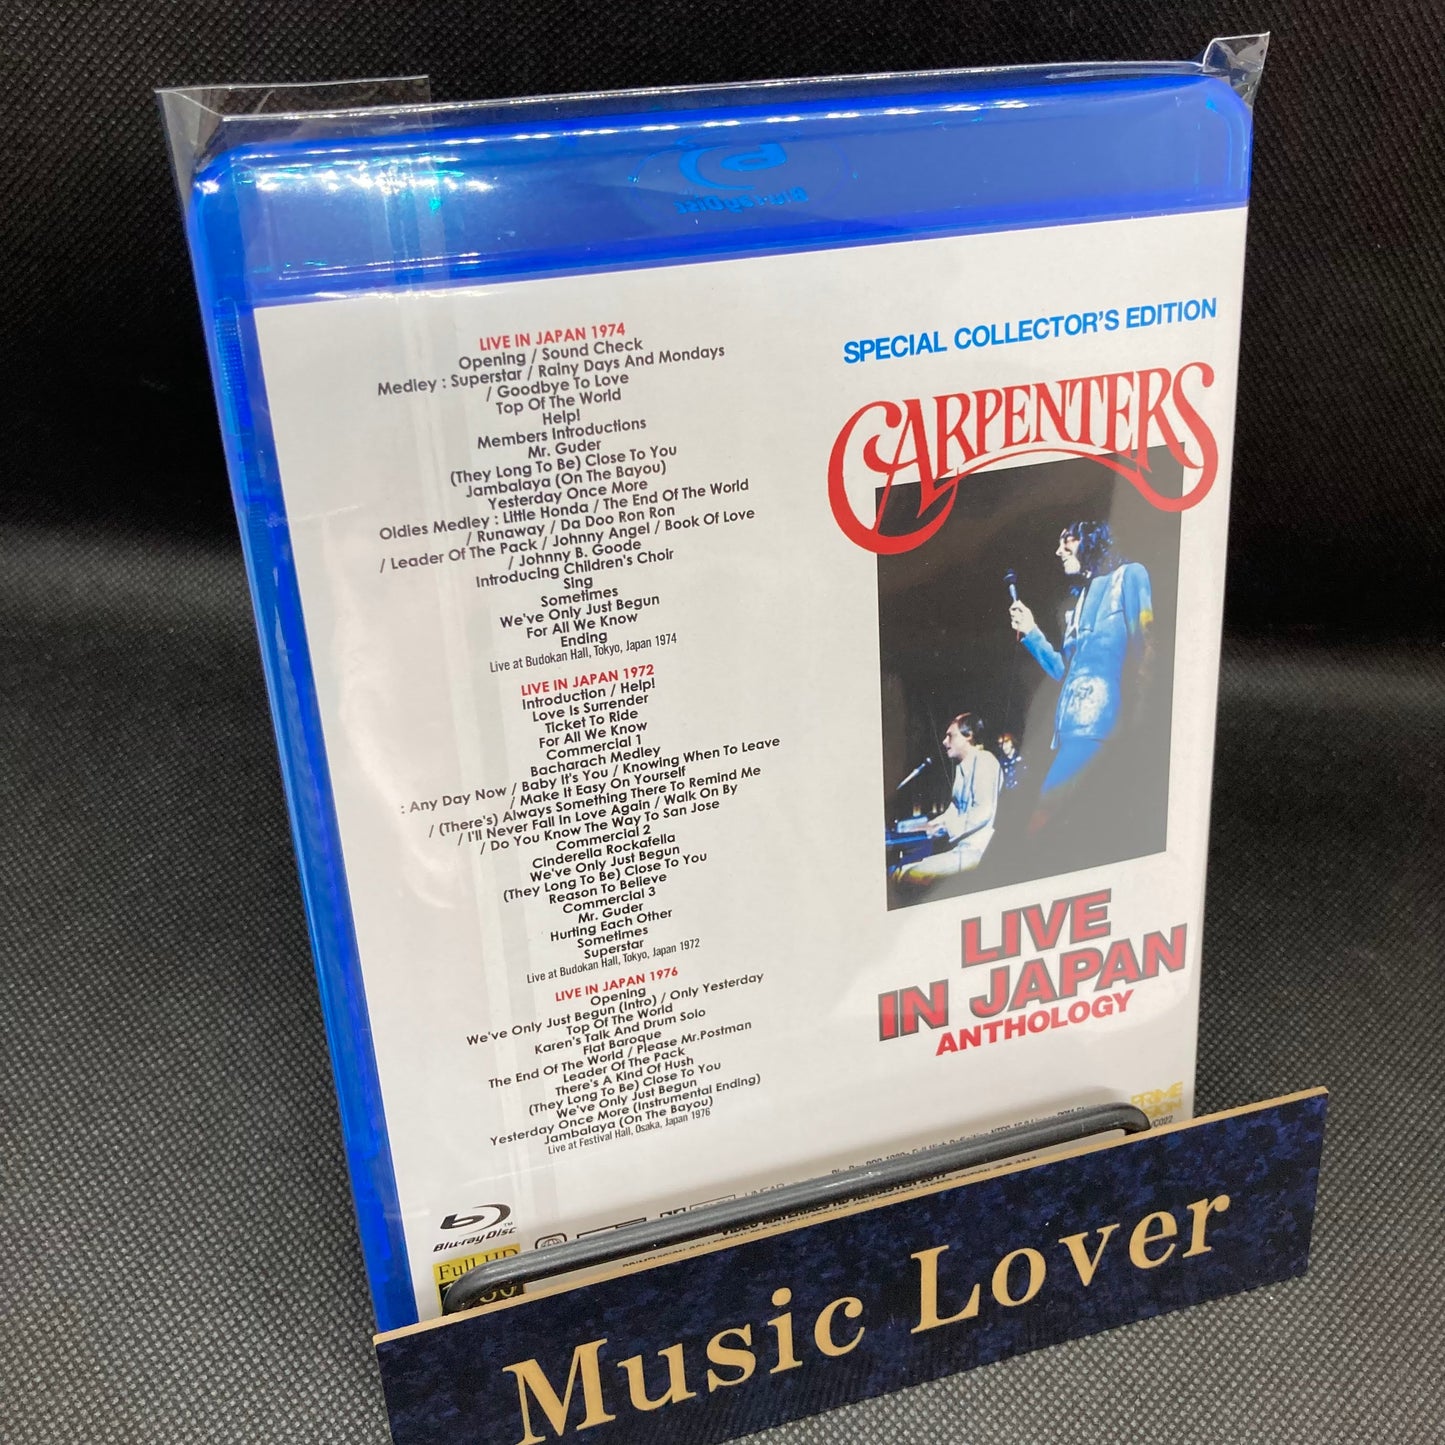 Blu-ray Disc
LIVE IN JAPAN 1974
Opening / Sound Check
Medley : Superstar / Rainy Days And Mondays
/ Goodbye To Love
Top Of The World
Help!
Members Introductions
Mr. Guder
(They Long To Be) Close To You
Jambalaya (On The Bayou)
Yesterday Once More
Oldies Medley : Little Honda / The End Of The World
/ Runaway / Da Doo Ron Ron
/ Leader Of The Pack / Johnny Angel / Book Of Love
/ Johnny B. Goode
Introducing Children's Choir
Sing
Sometimes
We've Only Just Begun
For All We Know
Ending
Live at Budokan Hall, Tokyo, Japan 1974
LIVE IN JAPAN 1972
Introduction / Help!
Love Is Surrender
Ticket To Ride
For All We Know
Commercial 1
Bacharach Medley
: Any Day Now / Baby It's You / Knowing When To Leave
/ Make It Easy On Yourself
/ (There's) Always Something There To Remind Me
/ I'll Never Fall In Love Again / Walk On By
/ Do You Know The Way To San Jose
Commercial 2
Cinderella Rockafella
We've Only Just Begun
(They Long To Be) Close To You
Reason To Believe
Commercial 3
Mr. Guder
Hurting Each Other
Sometimes
Superstar
Live at Budokan Hall, Tokyo, Japan 1972
LIVE IN JAPAN 1976
Opening
We've Only Just Begun (Intro) / Only Yesterday
Top Of The World
Karen's Talk And Drum Solo
Flat Baroque
The End Of The World / Please Mr.Postman
Leader Of The Pack
There's A Kind Of Hush
(They Long To Be) Close To You
We've Only Just Begun
Yesterday Once More (Instrumental Ending)
Jambalaya (On The Bayou)
Live at Festival Hall, Osaka, Japan 1976
SPECIAL COLLECTOR'S EDITION
CARPENTERS
LIVE
IN JAPAN
ANTHOLOGY
PRIME
Blu-ray Disc
Full HD
VIDEO MATERIALS HD REMASTER 2017
Music Lover